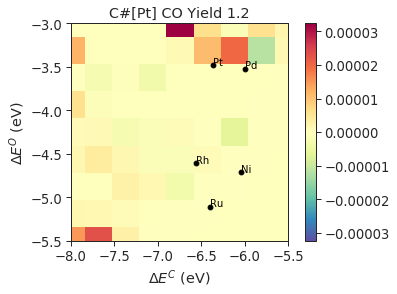 C#[Pt] CO Yield 1.2
−3.0
−3.5
−4.0
−4.5
−5.0
−5.5
ΔE^O (eV)
Pt
Pd
Rh
Ni
Ru
−8.0 −7.5 −7.0 −6.5 −6.0 −5.5
ΔE^C (eV)
0.00003
0.00002
0.00001
0.00000
−0.00001
−0.00002
−0.00003